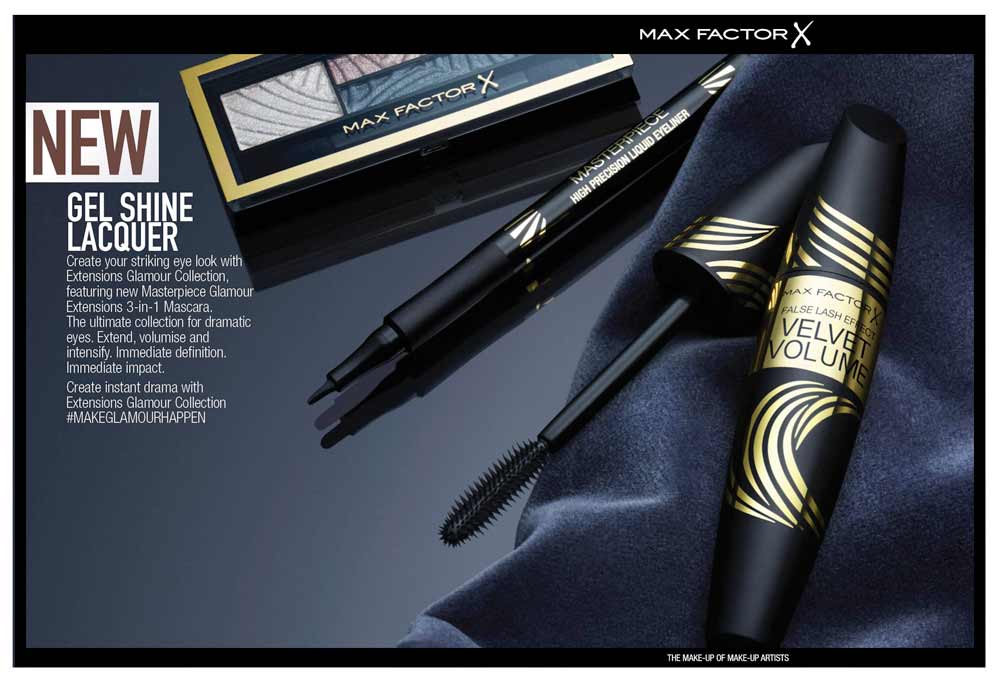 MAX FACTOR X
NEW
GEL SHINE
LACQUER
Create your striking eye look with
Extensions Glamour Collection,
featuring new Masterpiece Glamour
Extensions 3-in-1 Mascara.
The ultimate collection for dramatic
eyes. Extend, volumise and
intensify. Immediate definition.
Immediate impact.
Create instant drama with
Extensions Glamour Collection
#MAKEGLAMOURHAPPEN
MAX FACTOR X
MASTERPIECE
HIGH PRECISION LIQUID EYELINER
MAX FACTOR X
FALSE LASH EFFECT
VELVET
VOLUME
THE MAKE-UP OF MAKE-UP ARTISTS